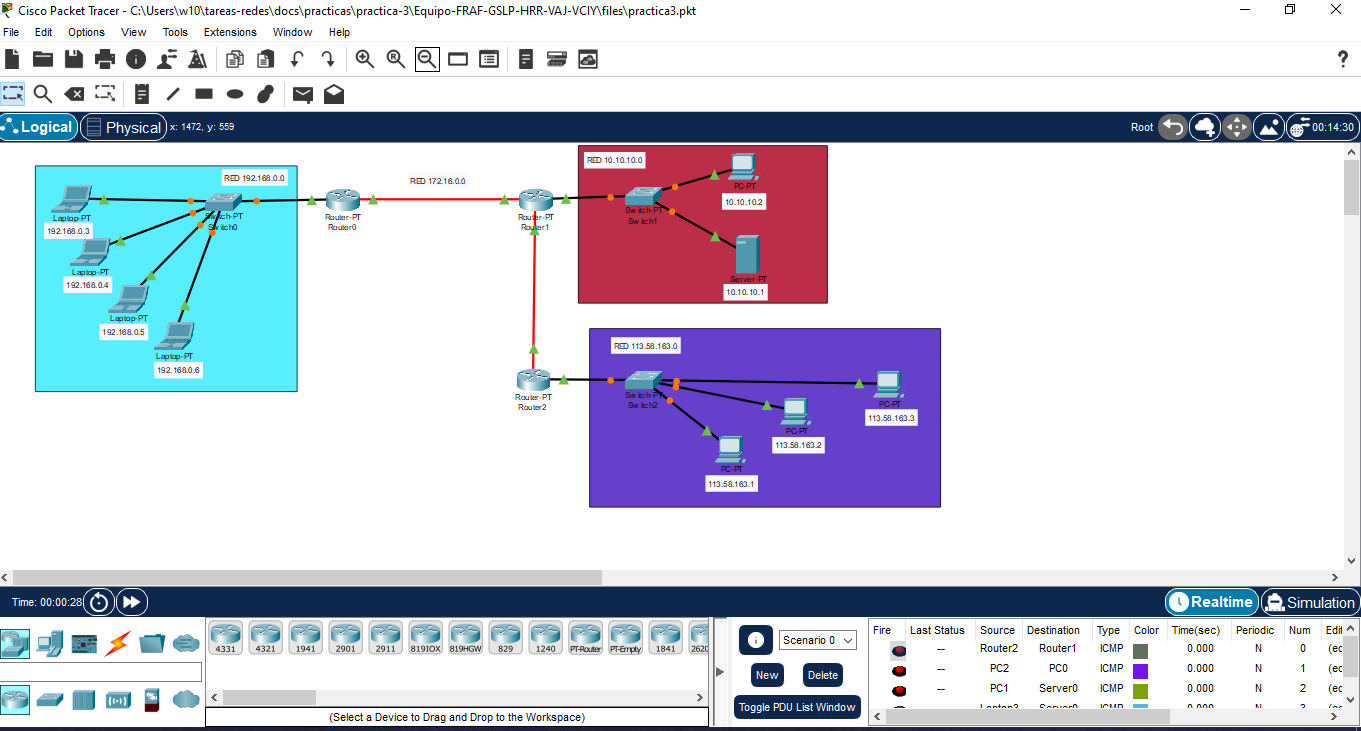 Cisco Packet Tracer - C:\Users\w10\tareas-redes\docs\practicas\practica-3\Equipo-FRAF-GSLP-HRR-VAJ-VCIY\files\practica3.pkt
File Edit Options View Tools Extensions Window Help
Logical Physical x: 1472, y: 559 Root 00:14:30
RED 192.168.0.0
Laptop-PT
192.168.0.3
Switch-PT
Switch0
Laptop-PT
192.168.0.4
Laptop-PT
192.168.0.5
Laptop-PT
192.168.0.6
Router-PT
Router0
RED 172.16.0.0
Router-PT
Router1
RED 10.10.10.0
PC-PT
10.10.10.2
Switch-PT
Switch1
Server-PT
10.10.10.1
Router-PT
Router2
RED 113.58.163.0
Switch-PT
Switch2
PC-PT
113.58.163.3
PC-PT
113.58.163.2
PC-PT
113.58.163.1
Time: 00:00:28 Realtime Simulation
4331 4321 1941 2901 2911 819IOX 819HGW 829 1240 PT-Router PT-Empty 1841 2620
(Select a Device to Drag and Drop to the Workspace)
Scenario 0
New Delete
Toggle PDU List Window
Fire Last Status Source Destination Type Color Time(sec) Periodic Num Edit
-- Router2 Router1 ICMP 0.000 N 0 (ec
-- PC2 PC0 ICMP 0.000 N 1 (ec
-- PC1 Server0 ICMP 0.000 N 2 (ec
-- Laptop3 Server0 ICMP 0.000 N 3 (ec